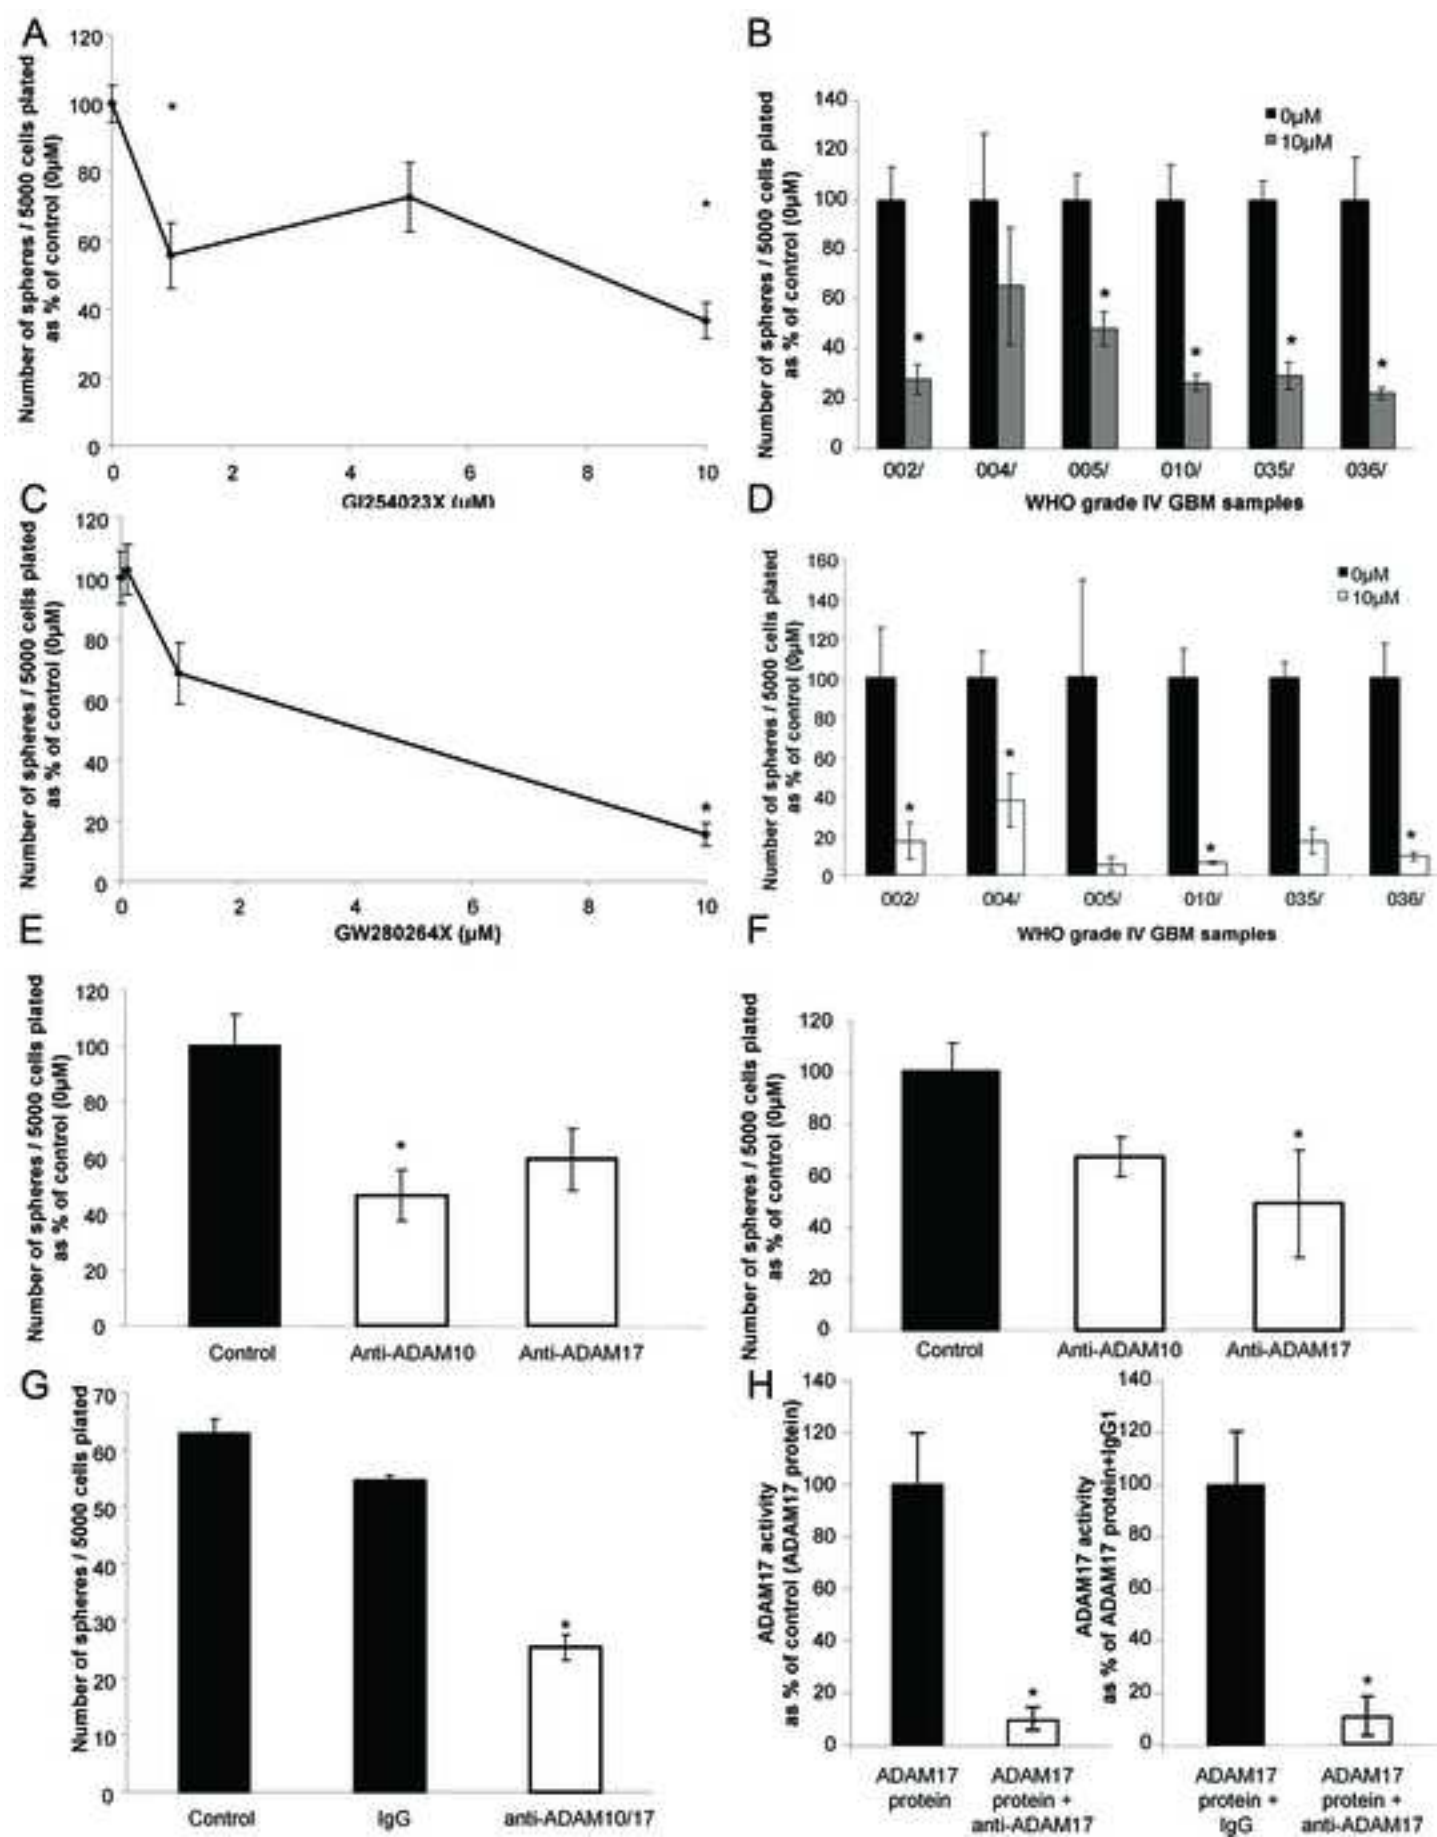 A
Number of spheres / 5000 cells plated
as % of control (0µM)
120
100
80
60
40
20
0
*
*
0 2 4 6 8 10
GI254023X (µM)
B
Number of spheres / 5000 cells plated
as % of control (0µM)
140
120
100
80
60
40
20
0
0µM
10µM
* * * * *
002/ 004/ 005/ 010/ 035/ 036/
WHO grade IV GBM samples
C
Number of spheres / 5000 cells plated
as % of control (0µM)
120
100
80
60
40
20
0
*
0 2 4 6 8 10
GW280264X (µM)
D
Number of spheres / 5000 cells plated
as % of control (0µM)
160
140
120
100
80
60
40
20
0
0µM
10µM
* * * *
002/ 004/ 005/ 010/ 035/ 036/
WHO grade IV GBM samples
E
Number of spheres / 5000 cells plated
as % of control (0µM)
120
100
80
60
40
20
0
*
Control Anti-ADAM10 Anti-ADAM17
F
Number of spheres / 5000 cells plated
as % of control (0µM)
120
100
80
60
40
20
0
*
Control Anti-ADAM10 Anti-ADAM17
G
Number of spheres / 5000 cells plated
70
60
50
40
30
20
10
0
*
Control IgG anti-ADAM10/17
H
ADAM17 activity
as % of control (ADAM17 protein)
140
120
100
80
60
40
20
0
*
ADAM17 ADAM17
protein protein +
anti-ADAM17
ADAM17 activity
as % of ADAM17 protein+IgG1
140
120
100
80
60
40
20
0
*
ADAM17 ADAM17
protein + protein +
IgG anti-ADAM17